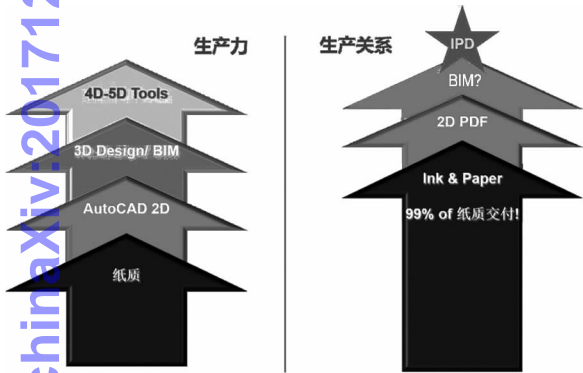 生产力
4D-5D Tools
3D Design/ BIM
AutoCAD 2D
纸质
生产关系
IPD
BIM?
2D PDF
Ink & Paper
99% of 纸质交付!
chinaXiv:201712